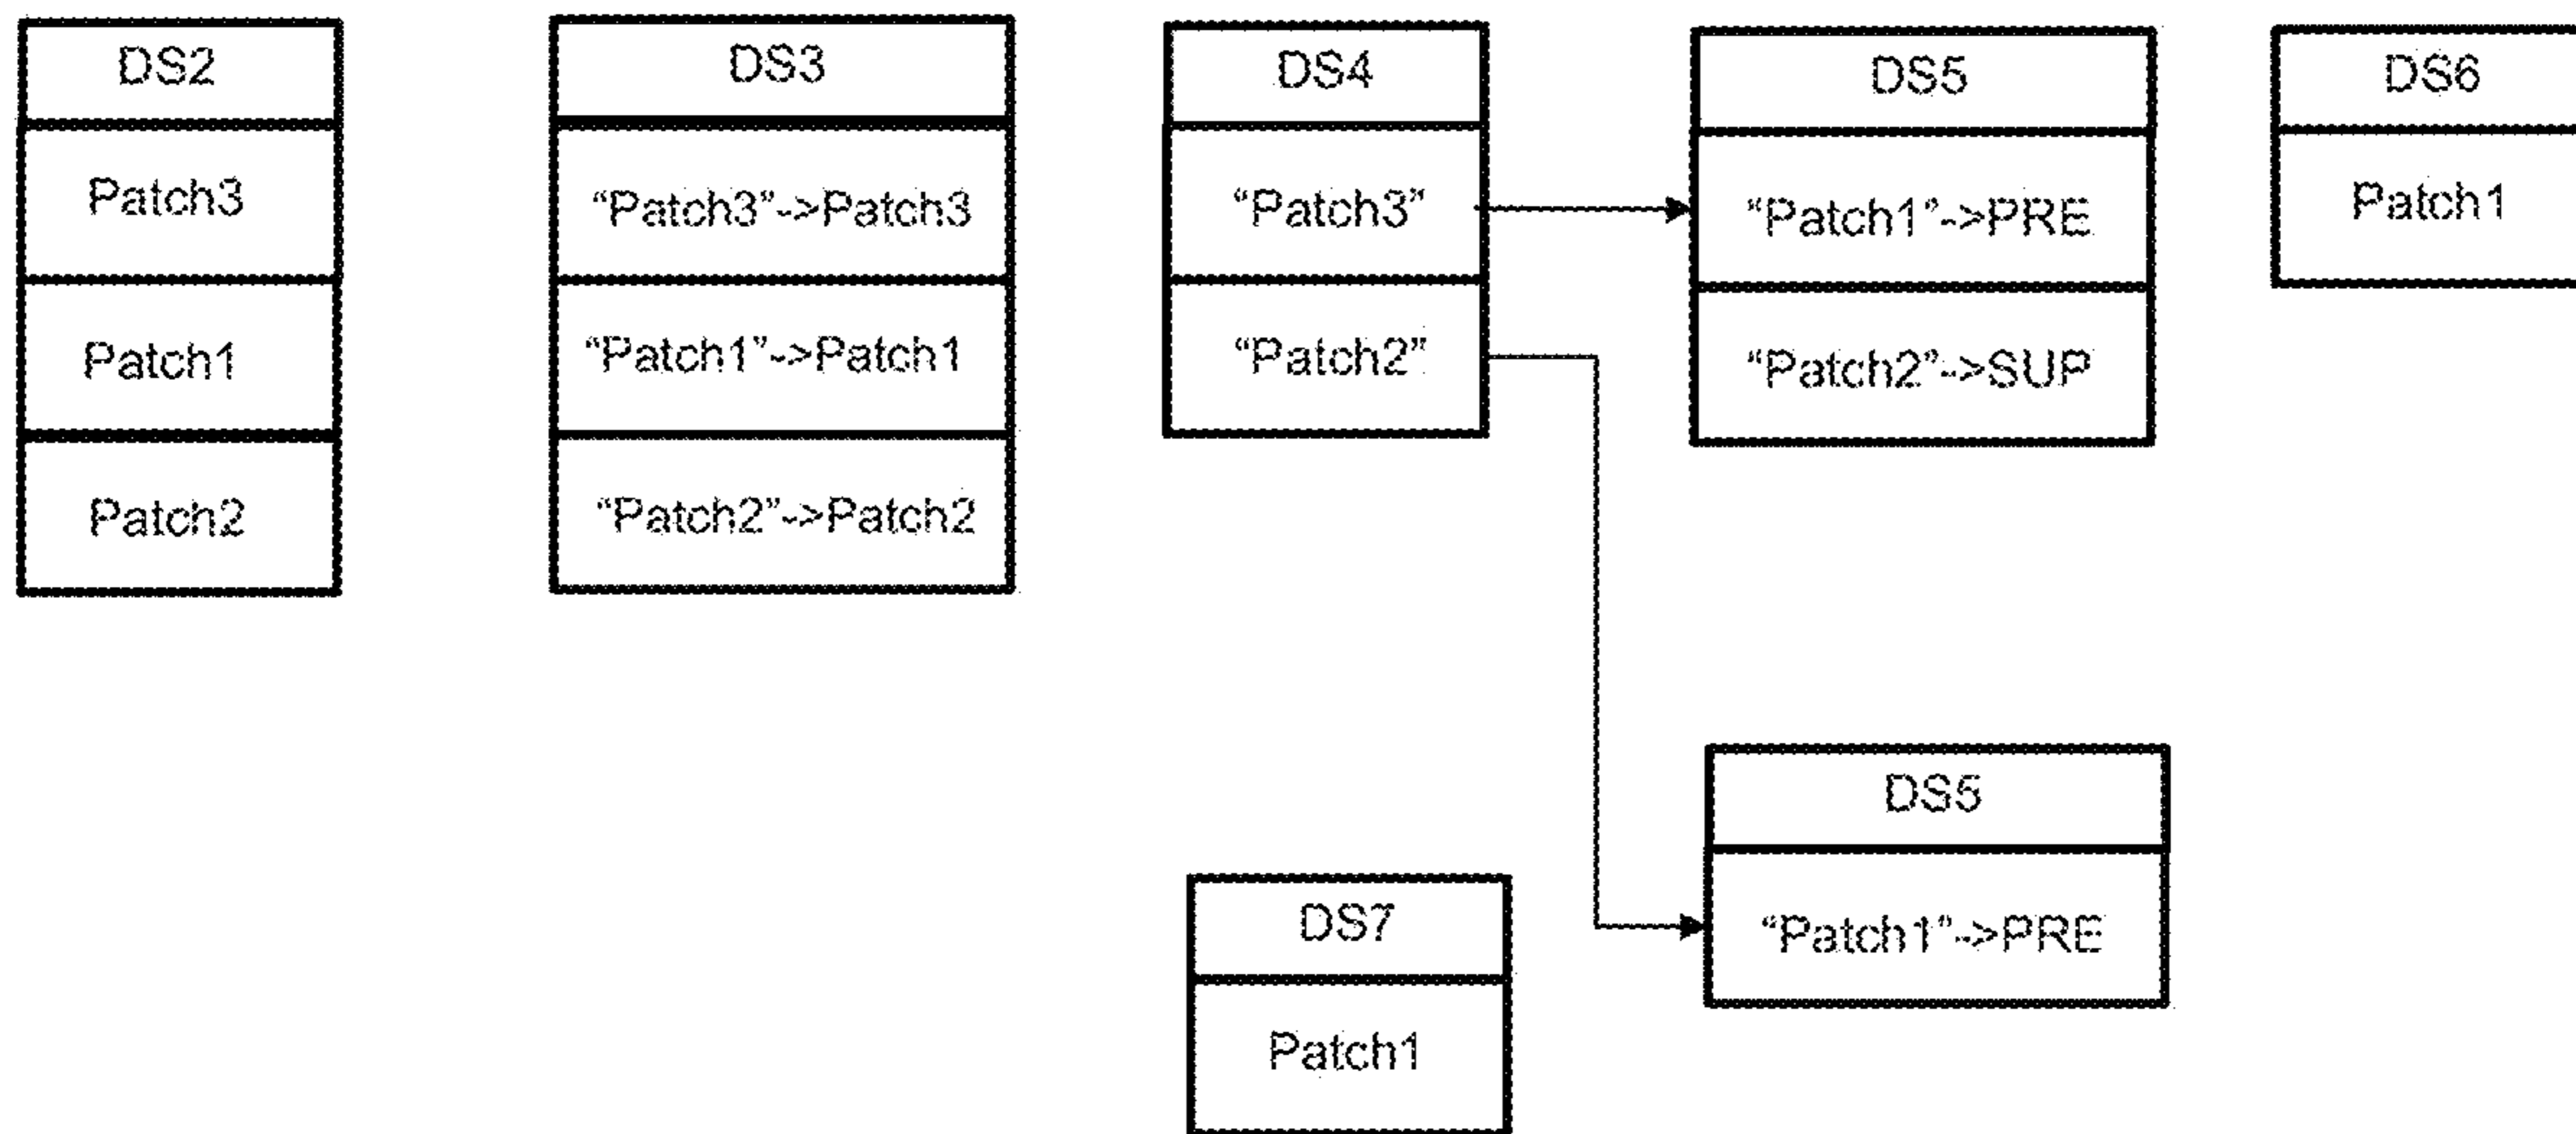 DS2
Patch3
Patch1
Patch2
DS3
“Patch3”->Patch3
“Patch1”->Patch1
“Patch2”->Patch2
DS4
“Patch3”
“Patch2”
DS5
“Patch1”->PRE
“Patch2”->SUP
DS6
Patch1
DS7
Patch1
DS5
“Patch1”->PRE